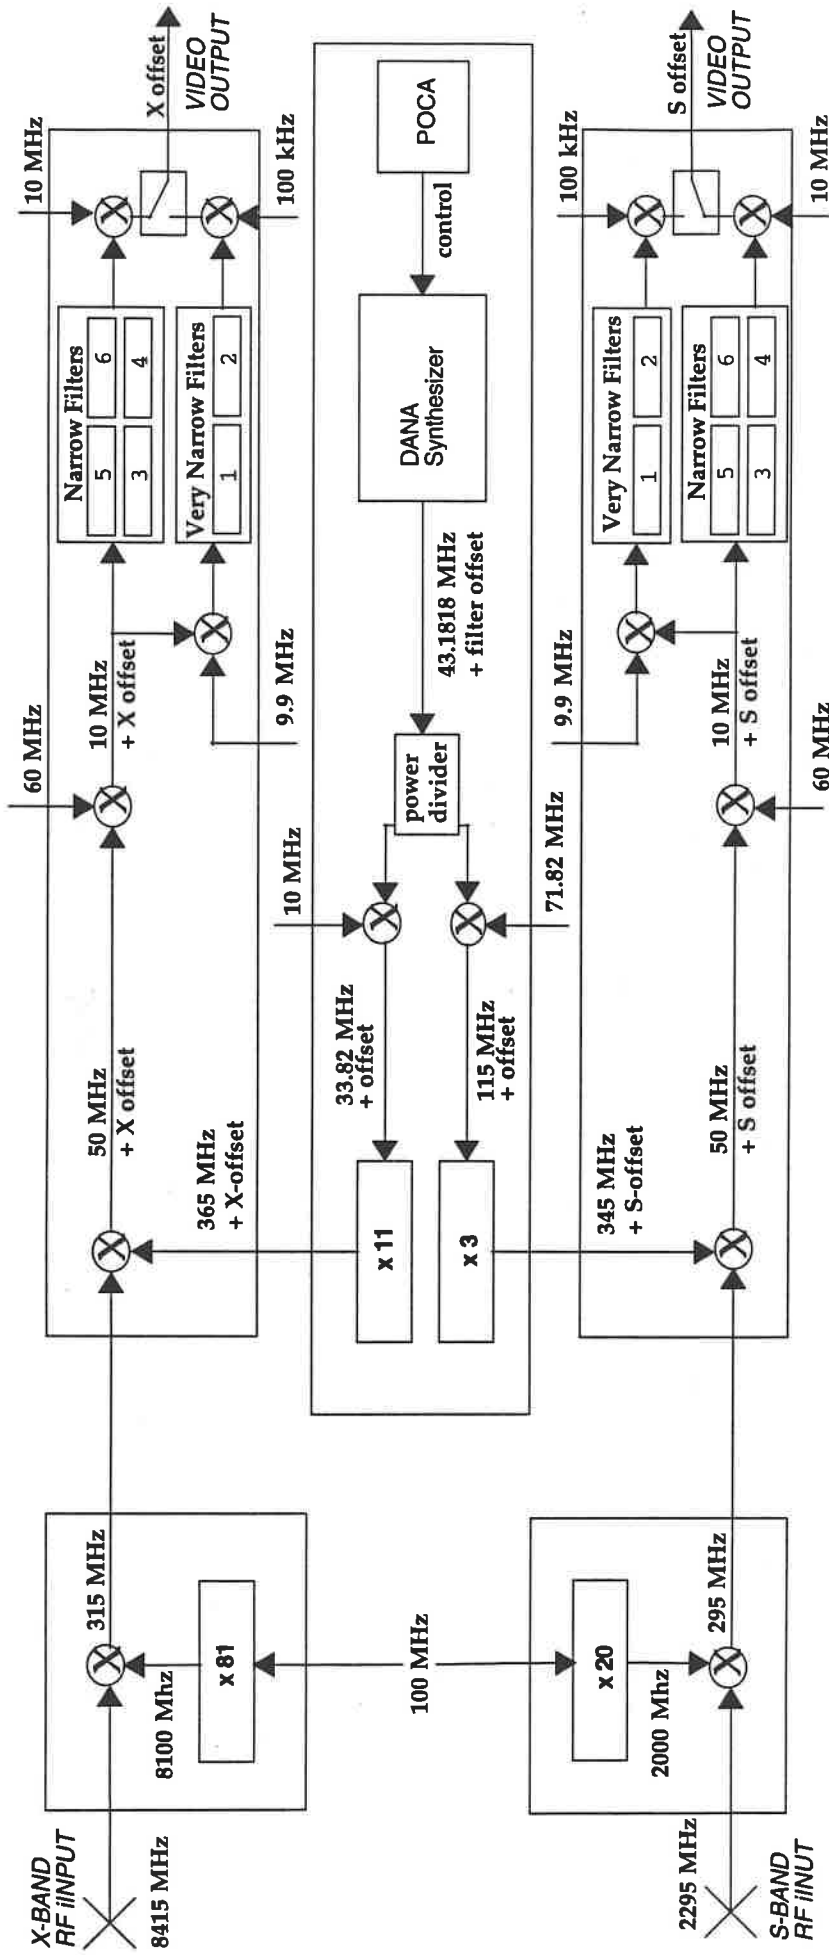 X-BAND
RF iINPUT
8415 MHz
8100 Mhz
x 81
315 MHz
100 MHz
x 20
2000 Mhz
295 MHz
2295 MHz
S-BAND
RF iINUT
50 MHz
+ X offset
365 MHz
+ X-offset
60 MHz
10 MHz
+ X offset
9.9 MHz
Narrow Filters
5
6
3
4
Very Narrow Filters
1
2
10 MHz
100 kHz
X offset
VIDEO
OUTPUT
x 11
x 3
33.82 MHz
+ offset
115 MHz
+ offset
10 MHz
71.82 MHz
power
divider
43.1818 MHz
+ filter offset
DANA
Synthesizer
control
POCA
345 MHz
+ S-offset
50 MHz
+ S offset
9.9 MHz
10 MHz
+ S offset
60 MHz
Very Narrow Filters
1
2
Narrow Filters
5
6
3
4
100 kHz
10 MHz
S offset
VIDEO
OUTPUT